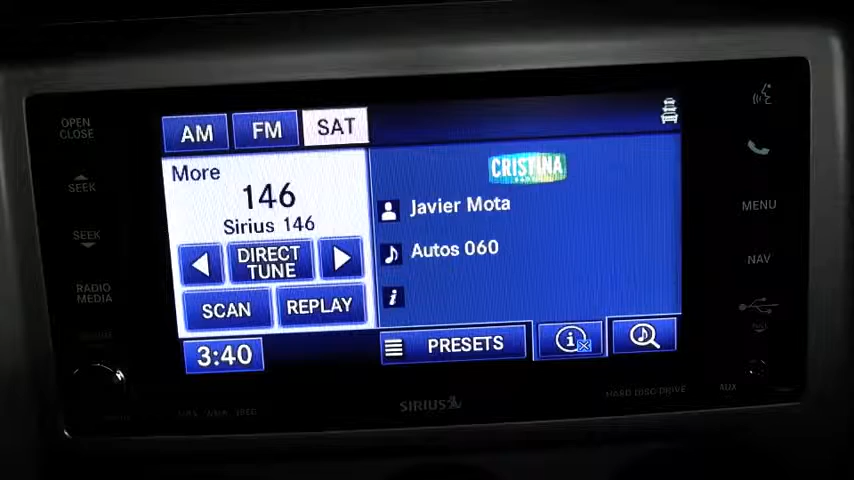 OPEN
CLOSE
SEEK
SEEK
RADIO
MEDIA
AM
FM
SAT
More
146
Sirius 146
DIRECT
TUNE
SCAN
REPLAY
3:40
CRISTINA
Javier Mota
Autos 060
PRESETS
MENU
NAV
SIRIUS
HARD DISC DRIVE
AUX